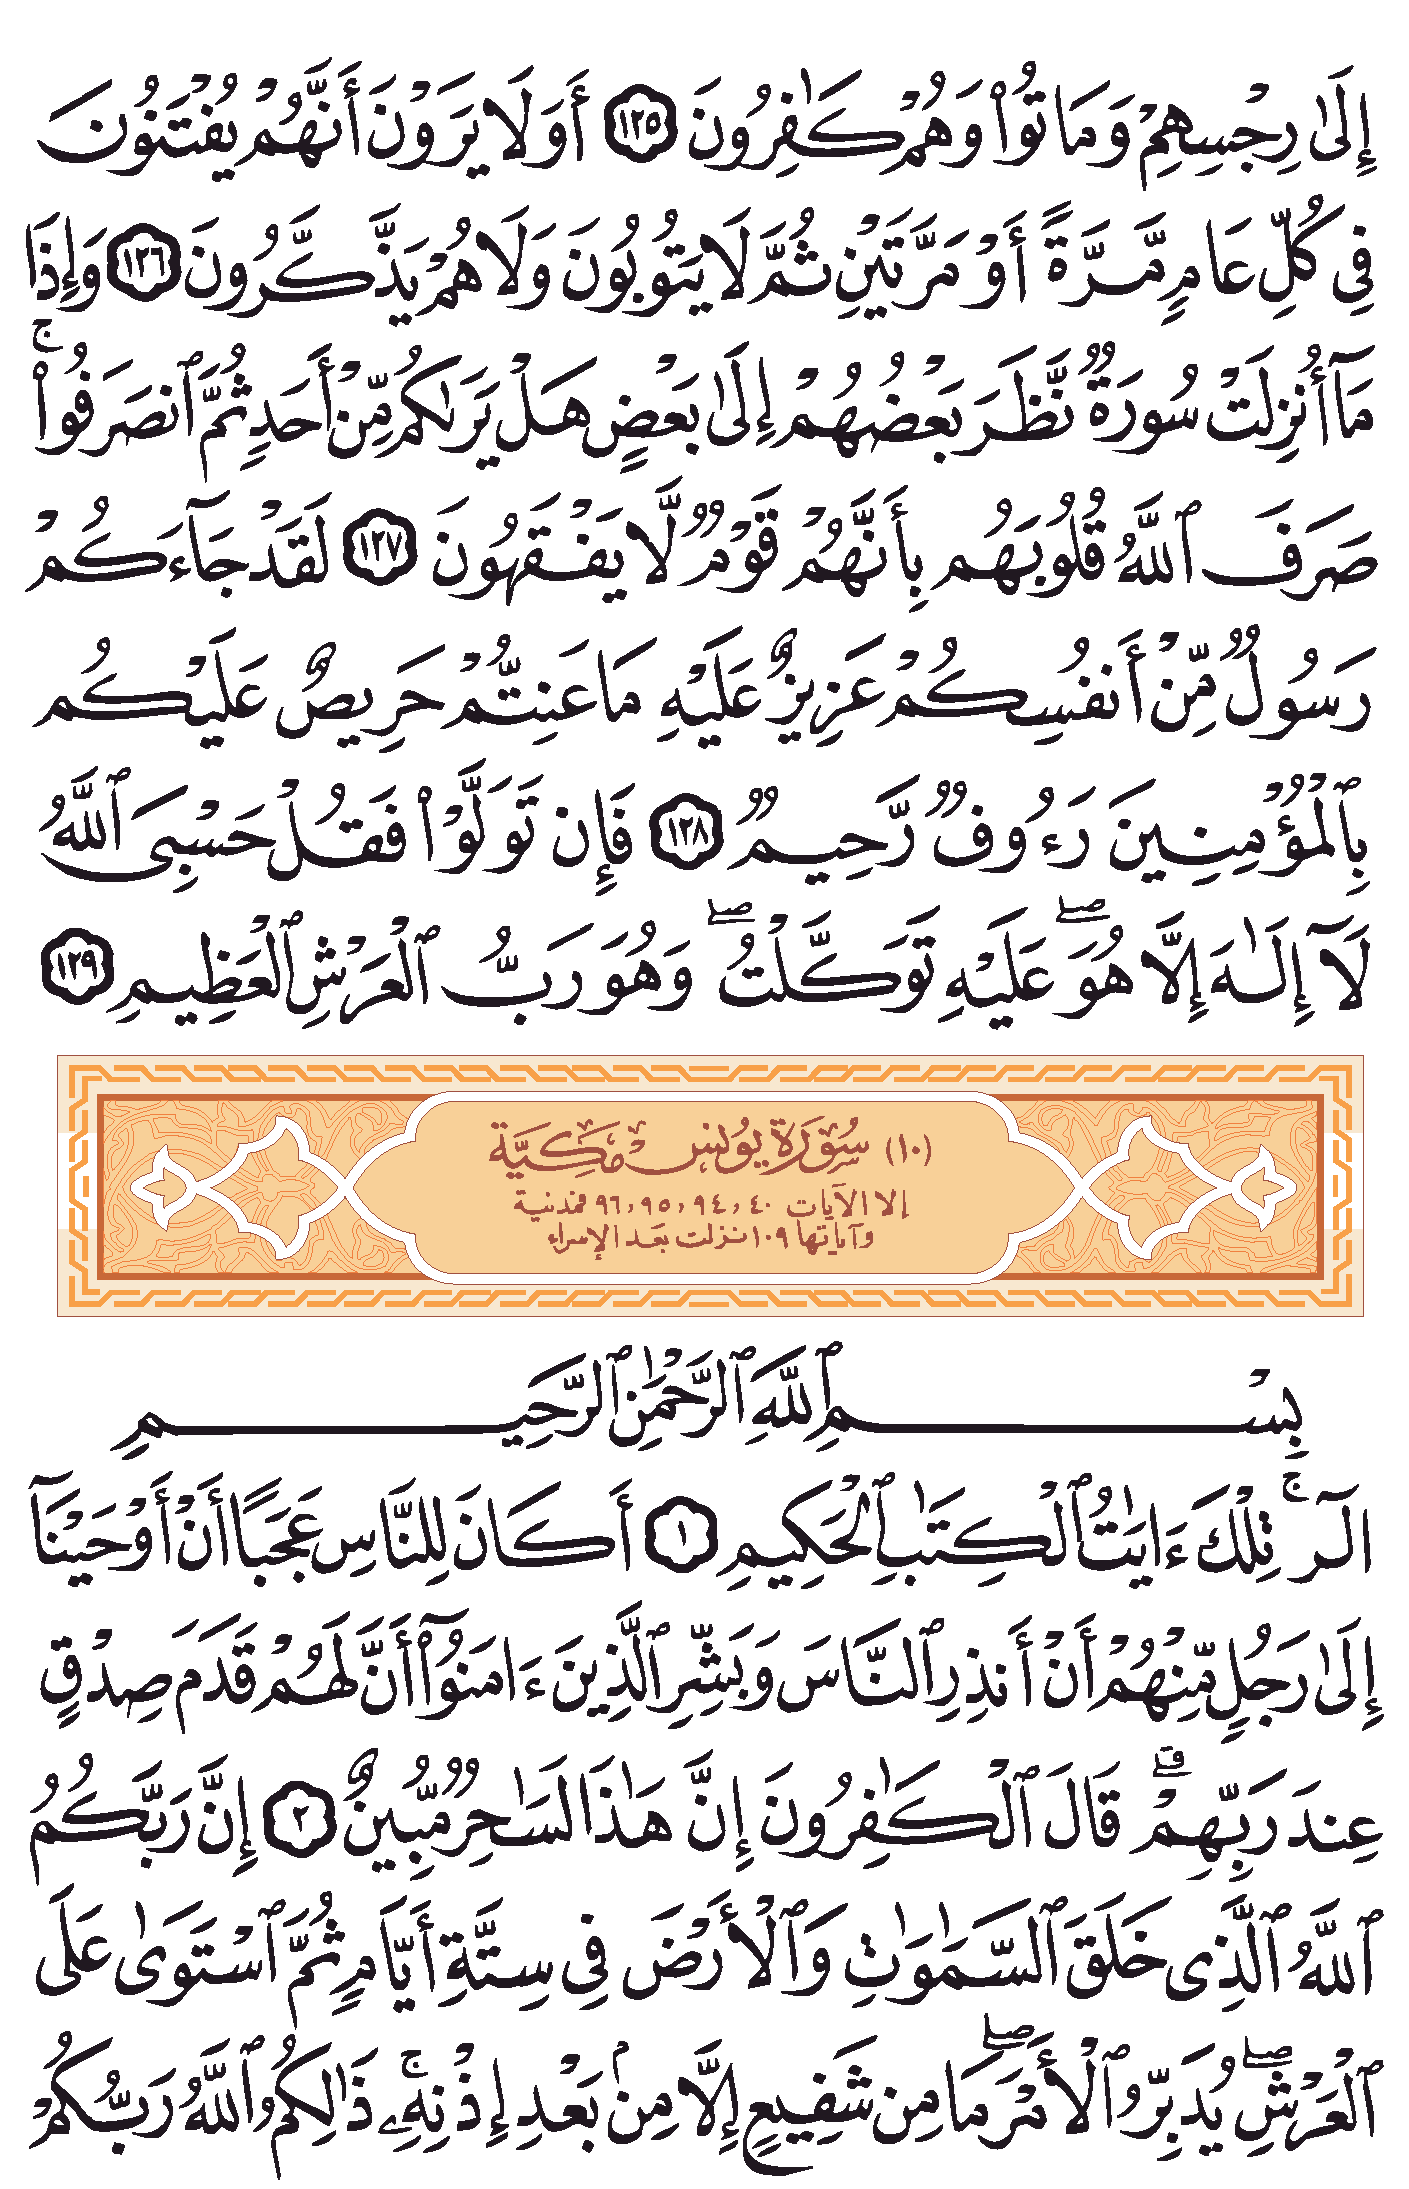 إِلَىٰ رِجْسِهِمْ وَمَاتُوا۟ وَهُمْ كَـٰفِرُونَ ١٢٥ أَوَلَا يَرَوْنَ أَنَّهُمْ يُفْتَنُونَ
فِى كُلِّ عَامٍ مَّرَّةً أَوْ مَرَّتَيْنِ ثُمَّ لَا يَتُوبُونَ وَلَا هُمْ يَذَّكَّرُونَ ١٢٦ وَإِذَا
مَآ أُنزِلَتْ سُورَةٌ نَّظَرَ بَعْضُهُمْ إِلَىٰ بَعْضٍ هَلْ يَرَىٰكُم مِّنْ أَحَدٍ ثُمَّ ٱنصَرَفُوا۟ۚ
صَرَفَ ٱللَّهُ قُلُوبَهُم بِأَنَّهُمْ قَوْمٌ لَّا يَفْقَهُونَ ١٢٧ لَقَدْ جَآءَكُمْ
رَسُولٌ مِّنْ أَنفُسِكُمْ عَزِيزٌ عَلَيْهِ مَا عَنِتُّمْ حَرِيصٌ عَلَيْكُم
بِٱلْمُؤْمِنِينَ رَءُوفٌ رَّحِيمٌ ١٢٨ فَإِن تَوَلَّوْا۟ فَقُلْ حَسْبِىَ ٱللَّهُ
لَآ إِلَـٰهَ إِلَّا هُوَۖ عَلَيْهِ تَوَكَّلْتُۖ وَهُوَ رَبُّ ٱلْعَرْشِ ٱلْعَظِيمِ ١٢٩
(١٠) سُوْرَة يُونس مَكيَّة
إلا الآيات ٤٠، ٩٤، ٩٥، ٩٦ فمدنية
وآياتها ١٠٩ نزلت بعد الإسراء
بِسْمِ ٱللَّهِ ٱلرَّحْمَـٰنِ ٱلرَّحِيمِ
الٓرۚ تِلْكَ ءَايَـٰتُ ٱلْكِتَـٰبِ ٱلْحَكِيمِ ١ أَكَانَ لِلنَّاسِ عَجَبًا أَنْ أَوْحَيْنَآ
إِلَىٰ رَجُلٍ مِّنْهُمْ أَنْ أَنذِرِ ٱلنَّاسَ وَبَشِّرِ ٱلَّذِينَ ءَامَنُوٓا۟ أَنَّ لَهُمْ قَدَمَ صِدْقٍ
عِندَ رَبِّهِمْۗ قَالَ ٱلْكَـٰفِرُونَ إِنَّ هَـٰذَا لَسَـٰحِرٌ مُّبِينٌ ٢ إِنَّ رَبَّكُمُ
ٱللَّهُ ٱلَّذِى خَلَقَ ٱلسَّمَـٰوَٰتِ وَٱلْأَرْضَ فِى سِتَّةِ أَيَّامٍ ثُمَّ ٱسْتَوَىٰ عَلَى
ٱلْعَرْشِۖ يُدَبِّرُ ٱلْأَمْرَۖ مَا مِن شَفِيعٍ إِلَّا مِنۢ بَعْدِ إِذْنِهِۦۚ ذَٰلِكُمُ ٱللَّهُ رَبُّكُمْ